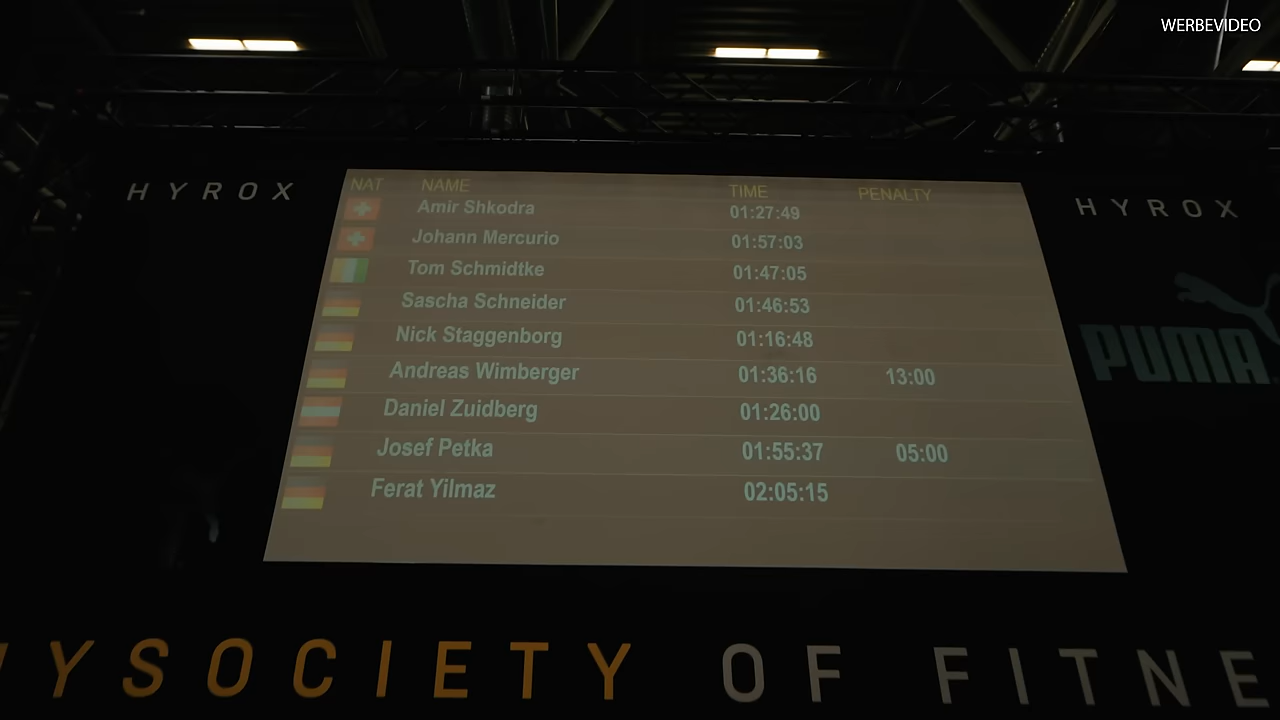 WERBEVIDEO
HYROX
HYROX
NAT NAME TIME PENALTY
Amir Shkodra 01:27:49
Johann Mercurio 01:57:03
Tom Schmidtke 01:47:05
Sascha Schneider 01:46:53
Nick Staggenborg 01:16:48
Andreas Wimberger 01:36:16 13:00
Daniel Zuidberg 01:26:00
Josef Petka 01:55:37 05:00
Ferat Yilmaz 02:05:15
PUMA
YSOCIETY OF FITNE